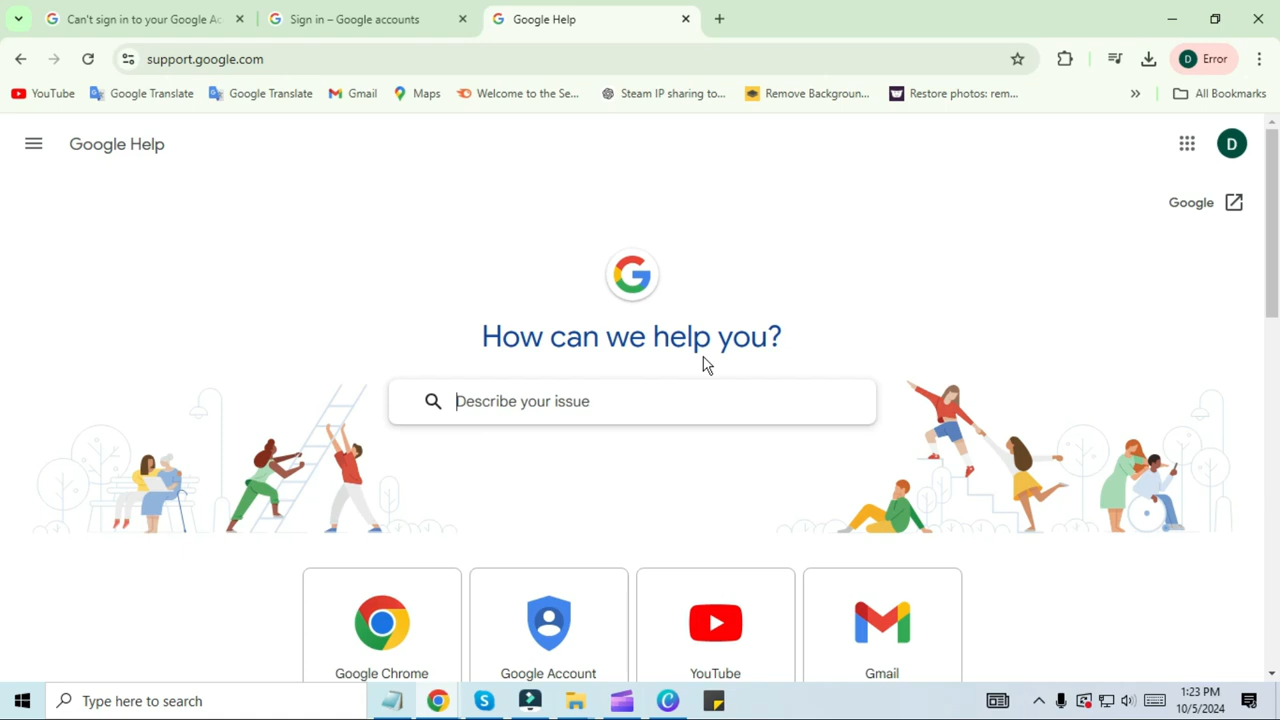 Can't sign in to your Google Ac
Sign in – Google accounts
Google Help
support.google.com
D
Error
YouTube
Google Translate
Google Translate
Gmail
Maps
Welcome to the Se...
Steam IP sharing to...
Remove Backgroun...
Restore photos: rem...
All Bookmarks
Google Help
D
Google
How can we help you?
Describe your issue
Google Chrome
Google Account
YouTube
Gmail
Type here to search
1:23 PM
10/5/2024